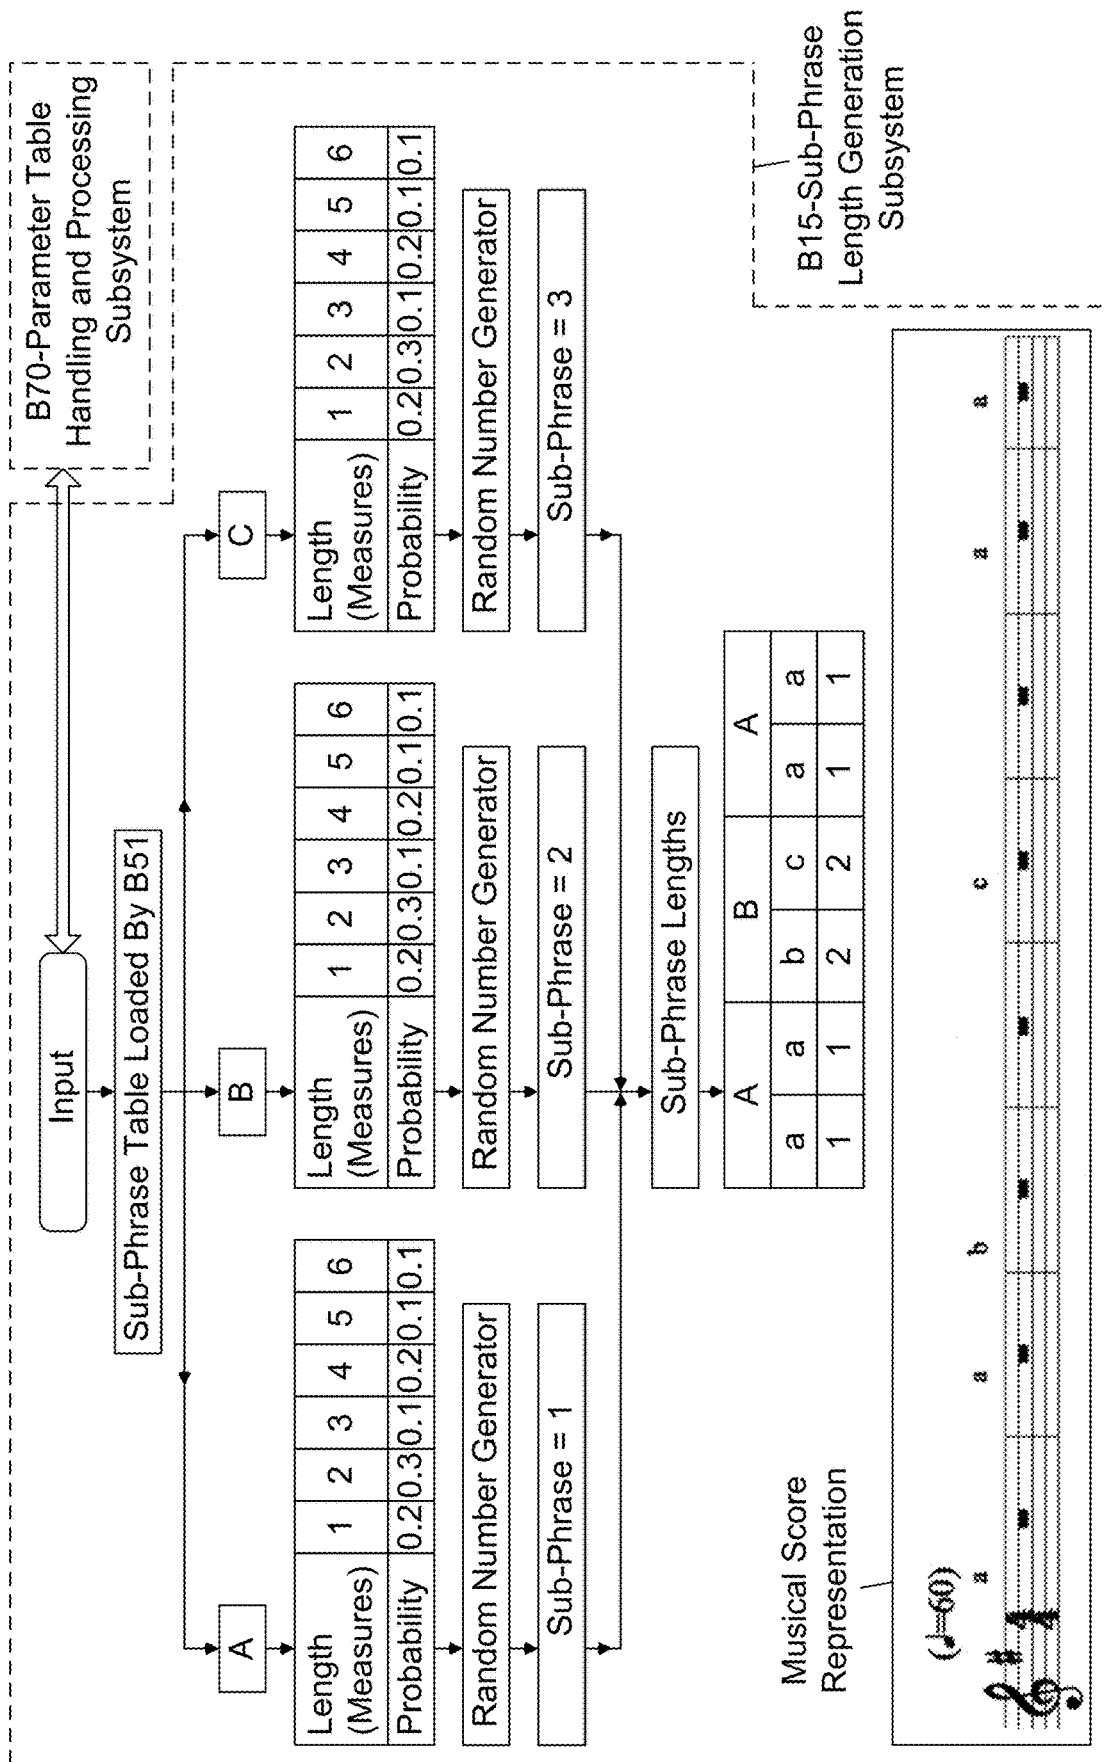 B70-Parameter Table
Handling and Processing
Subsystem
Input
Sub-Phrase Table Loaded By B51
A
B
C
Length
(Measures)
1 2 3 4 5 6
Probability 0.2 0.3 0.1 0.2 0.1 0.1
Length
(Measures)
1 2 3 4 5 6
Probability 0.2 0.3 0.1 0.2 0.1 0.1
Length
(Measures)
1 2 3 4 5 6
Probability 0.2 0.3 0.1 0.2 0.1 0.1
Random Number Generator
Random Number Generator
Random Number Generator
Sub-Phrase = 1
Sub-Phrase = 2
Sub-Phrase = 3
Sub-Phrase Lengths
A B A
a a b c a a
1 1 2 2 1 1
B15-Sub-Phrase
Length Generation
Subsystem
Musical Score
Representation
(♩=60)
a a b c a a
4
4